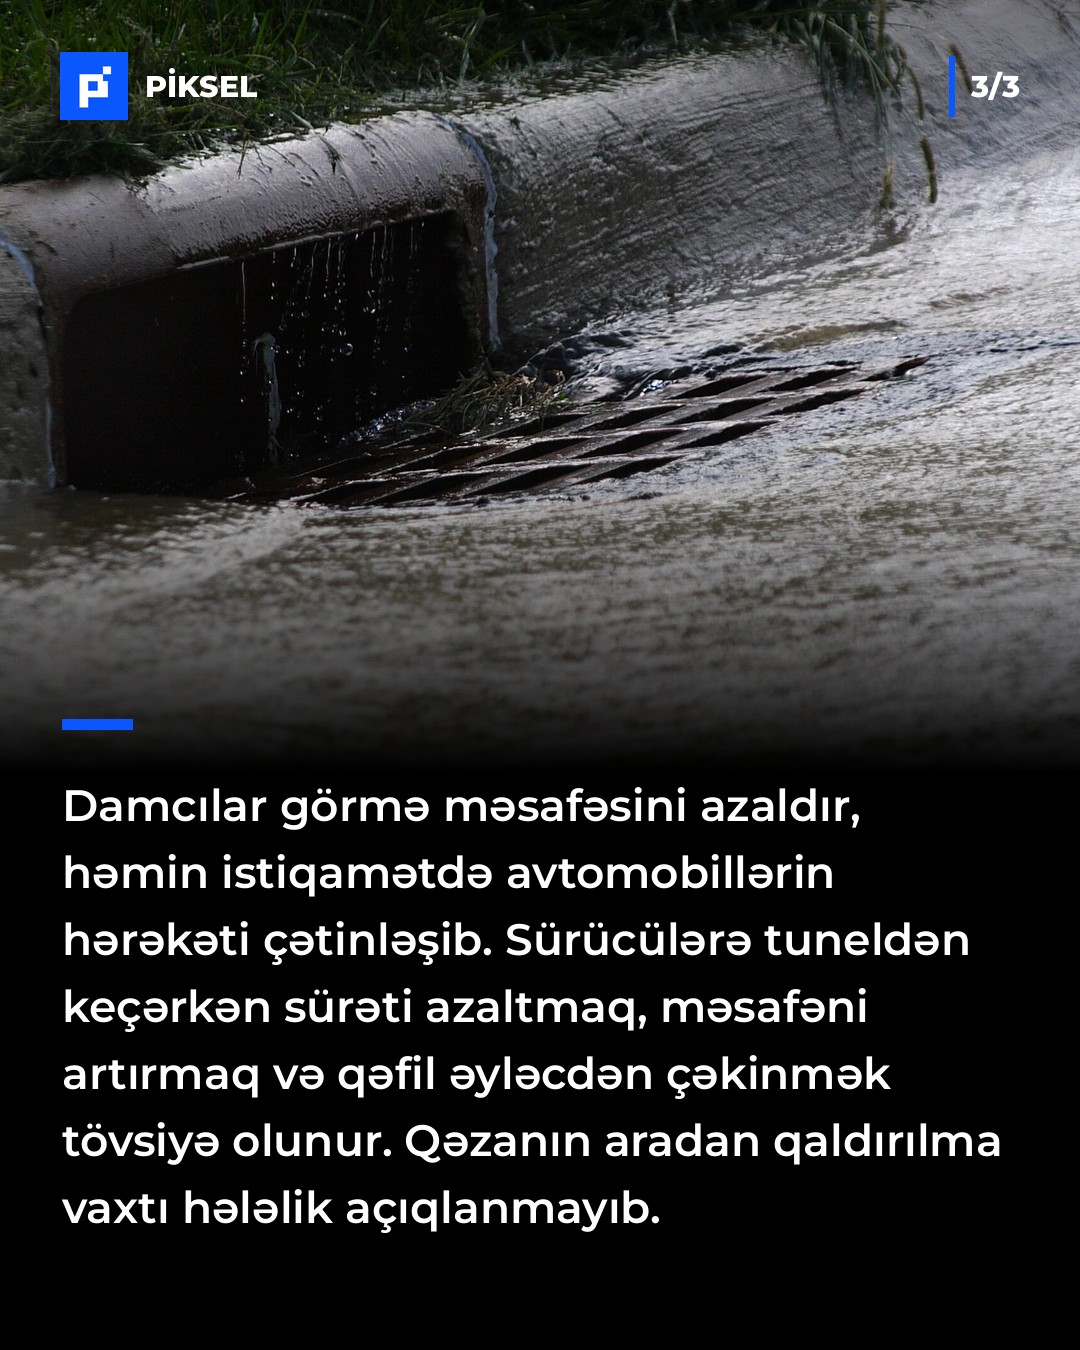 PİKSEL
3/3
Damcılar görmə məsafəsini azaldır,
həmin istiqamətdə avtomobillərin
hərəkəti çətinləşib. Sürücülərə tuneldən
keçərkən sürəti azaltmaq, məsafəni
artırmaq və qəfil əyləcdən çəkinmək
tövsiyə olunur. Qəzanın aradan qaldırılma
vaxtı hələlik açıqlanmayıb.